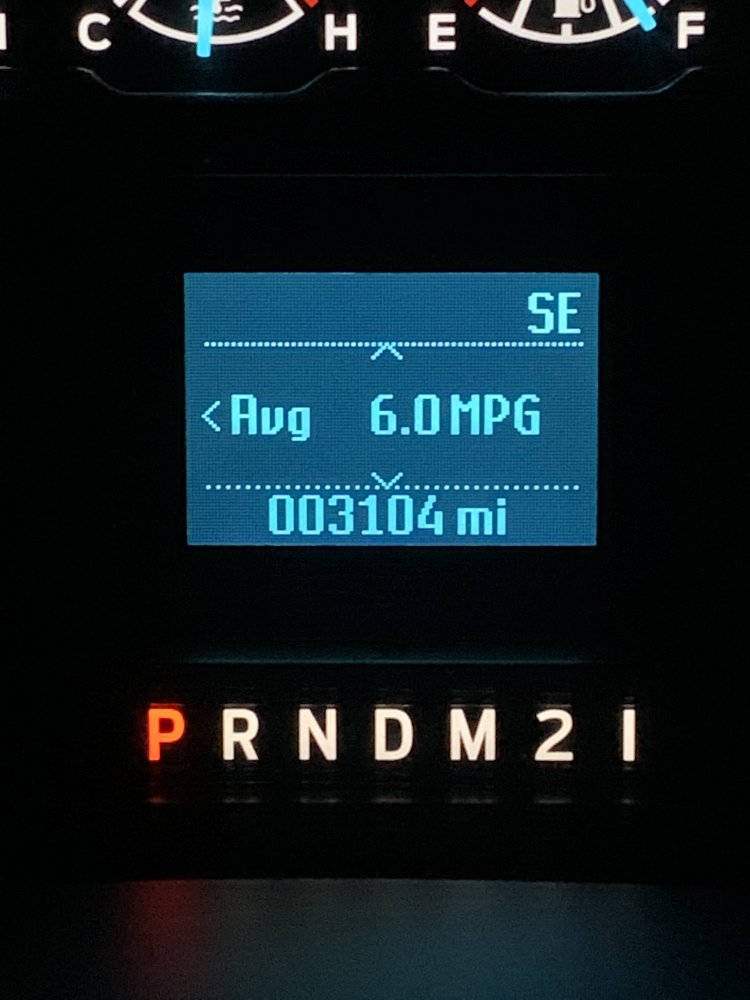 C H E F
SE
<Avg 6.0 MPG
003104 mi
P R N D M 2 1